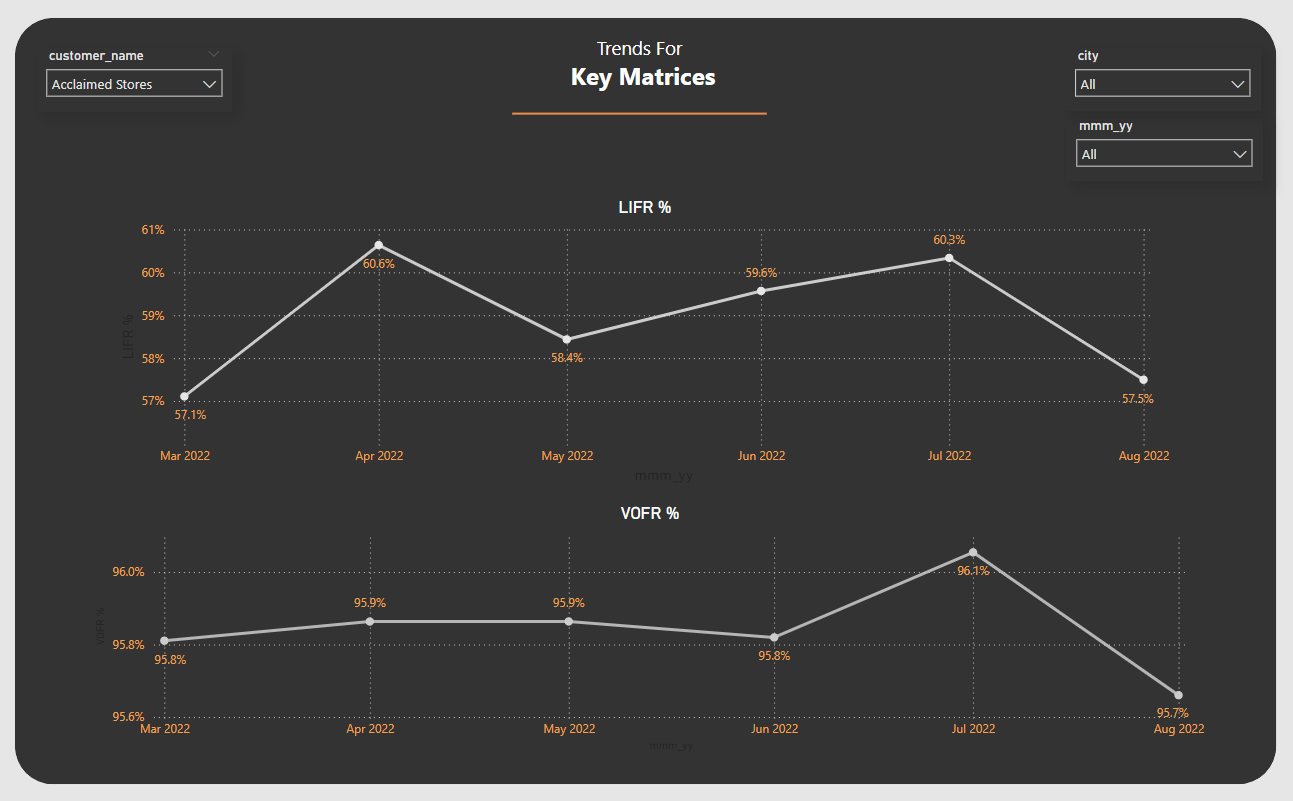 customer_name
Acclaimed Stores
Trends For
Key Matrices
city
All
mmm_yy
All
LIFR %
61%
60%
59%
58%
57%
LIFR %
57.1%
60.6%
58.4%
59.6%
60.3%
57.5%
Mar 2022 Apr 2022 May 2022 Jun 2022 Jul 2022 Aug 2022
mmm_yy
VOFR %
96.0%
95.8%
95.6%
VOFR %
95.8%
95.9%
95.9%
95.8%
96.1%
95.7%
Mar 2022 Apr 2022 May 2022 Jun 2022 Jul 2022 Aug 2022
mmm_yy